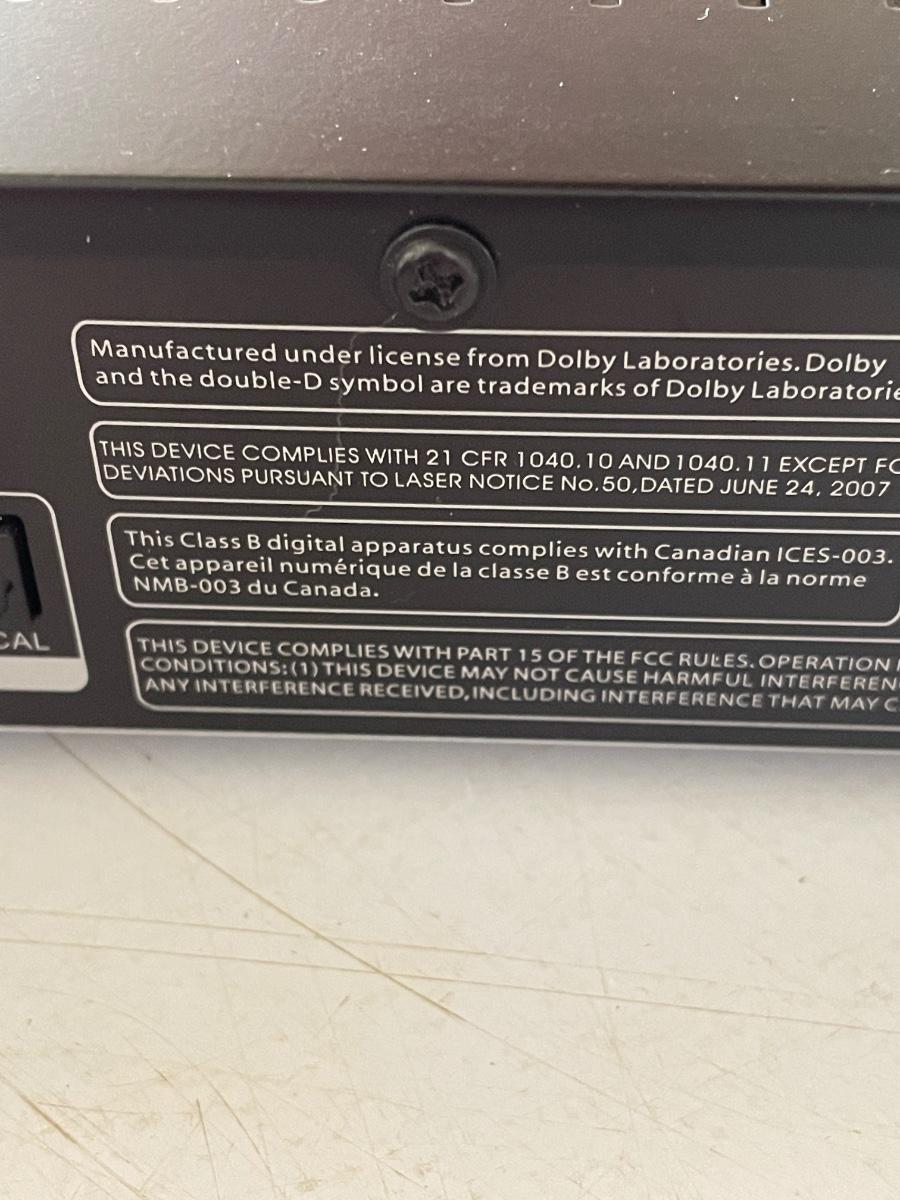 Manufactured under license from Dolby Laboratories. Dolby
and the double-D symbol are trademarks of Dolby
THIS DEVICE COMPLIES WITH 21 CFR 1040.10 AND 1040.11 EXCEPT
DEVIATIONS PURSUANT TO LASER NOTICE No.50,DATED JUNE 24, 2007
This Class B digital apparatus complies with Canadian ICES-003.
Cet appareil numérique de la classe B est conforme à la norme
NMB-003 du Canada.
CAL
THIS DEVICE COMPLIES WITH PART 15 OF THE FCC RULES. OPERATION
CONDITIONS:(1) THIS DEVICE MAY NOT CAUSE HARMFUL
ANY INTERFERENCE RECEIVED,INCLUDING INTERFERENCE THAT MAY